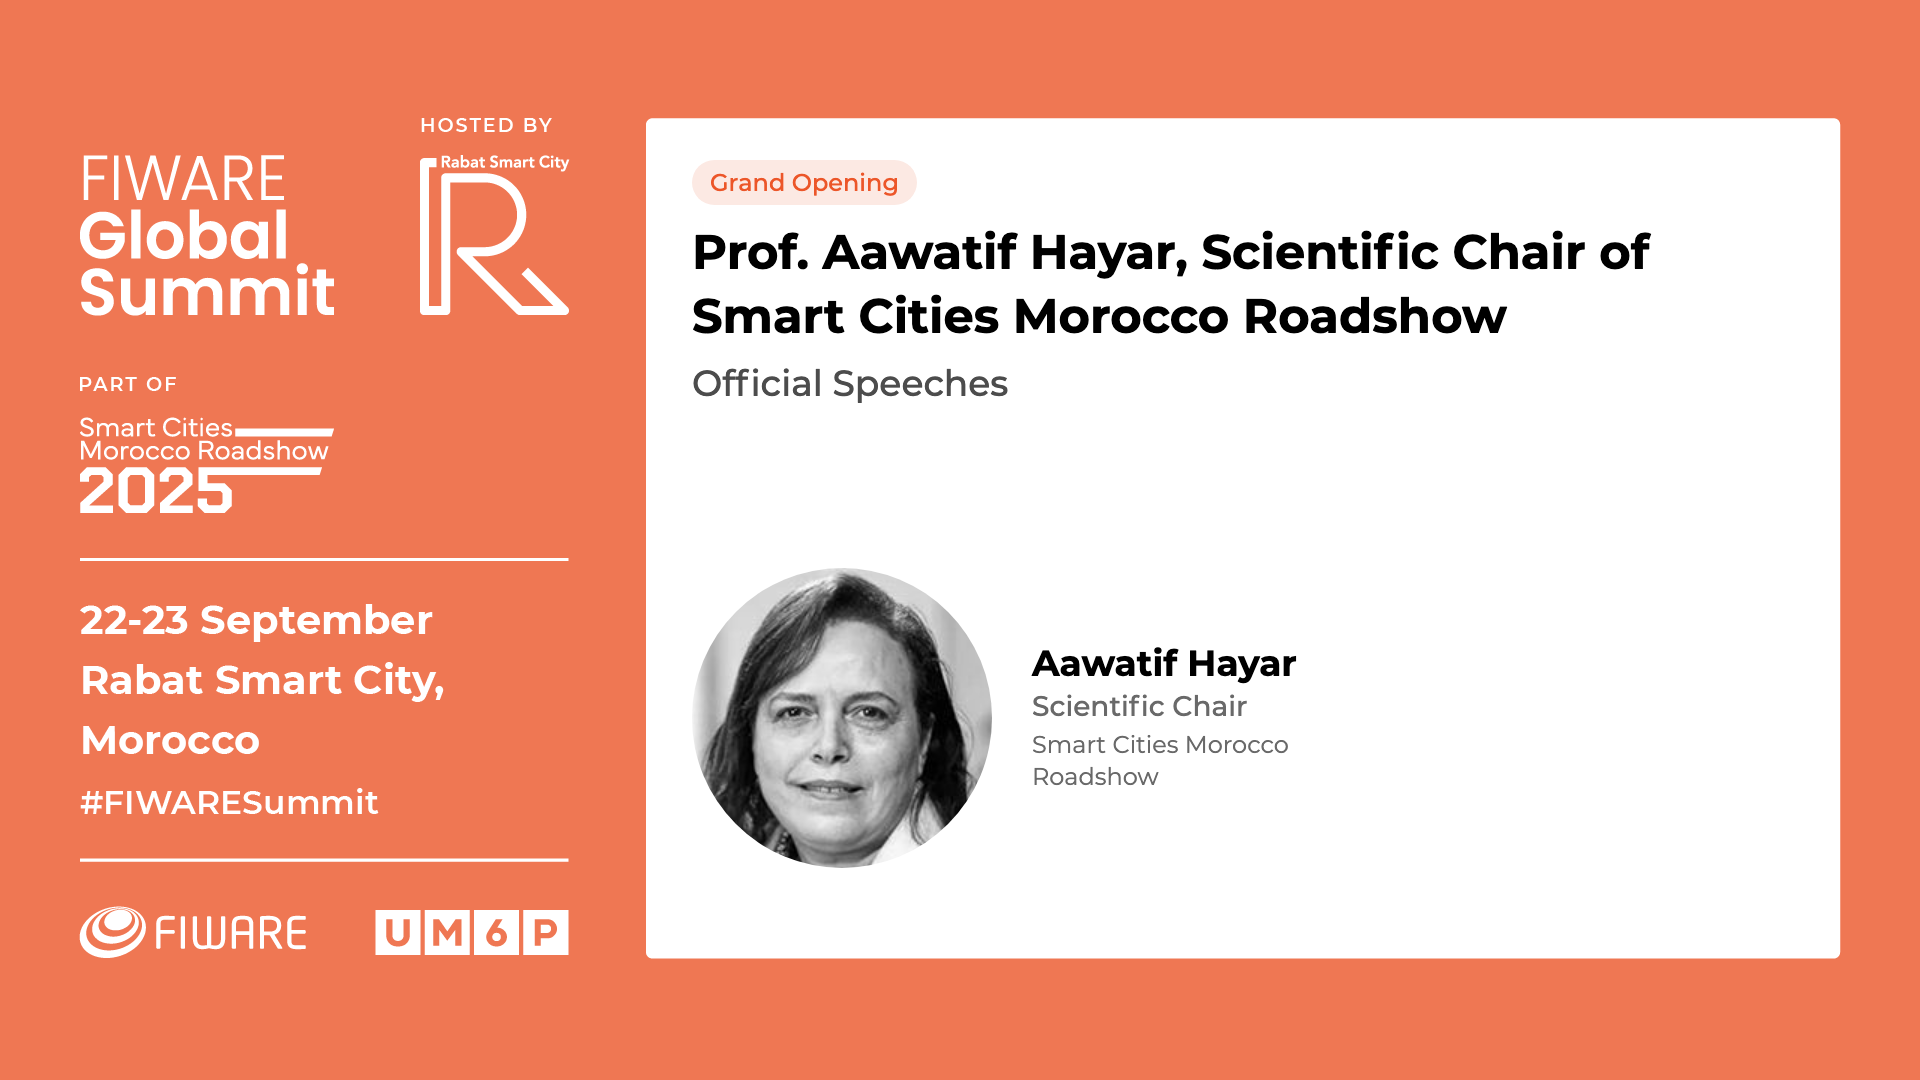 FIWARE
Global
Summit
HOSTED BY
Rabat Smart City
R
PART OF
Smart Cities
Morocco Roadshow
2025
22-23 September
Rabat Smart City,
Morocco
#FIWARESummit
FIWARE
UM6P
Grand Opening
Prof. Aawatif Hayar, Scientific Chair of
Smart Cities Morocco Roadshow
Official Speeches
Aawatif Hayar
Scientific Chair
Smart Cities Morocco
Roadshow